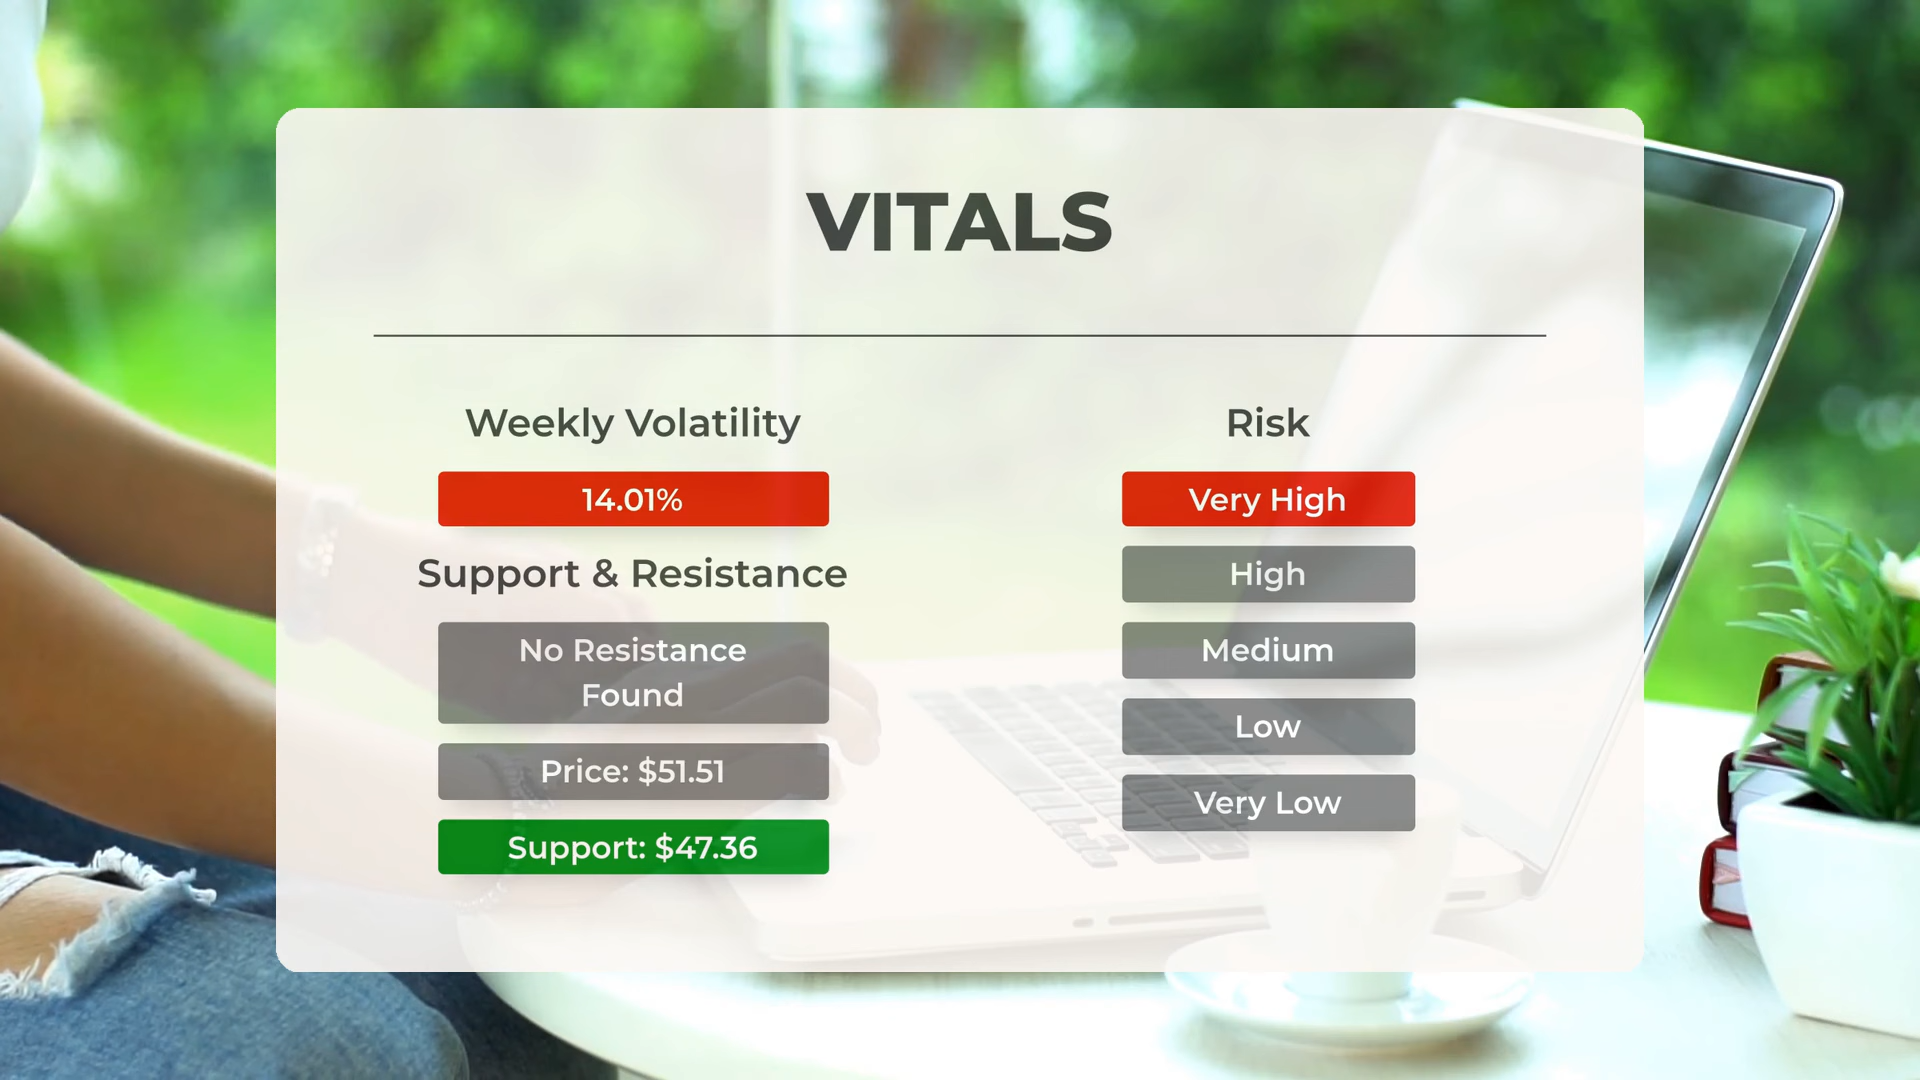 VITALS
Weekly Volatility
14.01%
Support & Resistance
No Resistance
Found
Price: $51.51
Support: $47.36
Risk
Very High
High
Medium
Low
Very Low